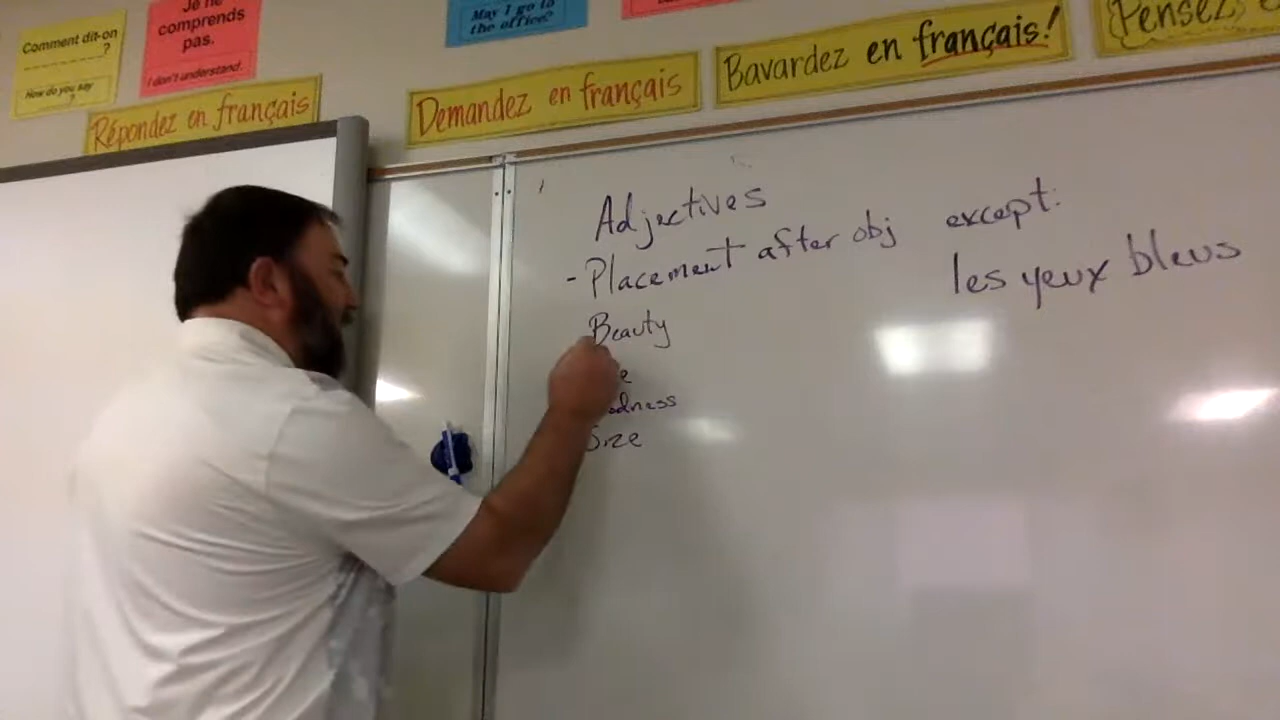 Comment dit-on
?
How do you say
?
Je ne
comprends
pas.
I don't understand.
May I go to
the office?
Répondez en français
Demandez en français
Bavardez en français!
Pensez
Adjectives
- Placement after obj except:
les yeux bleus
Beauty
Size